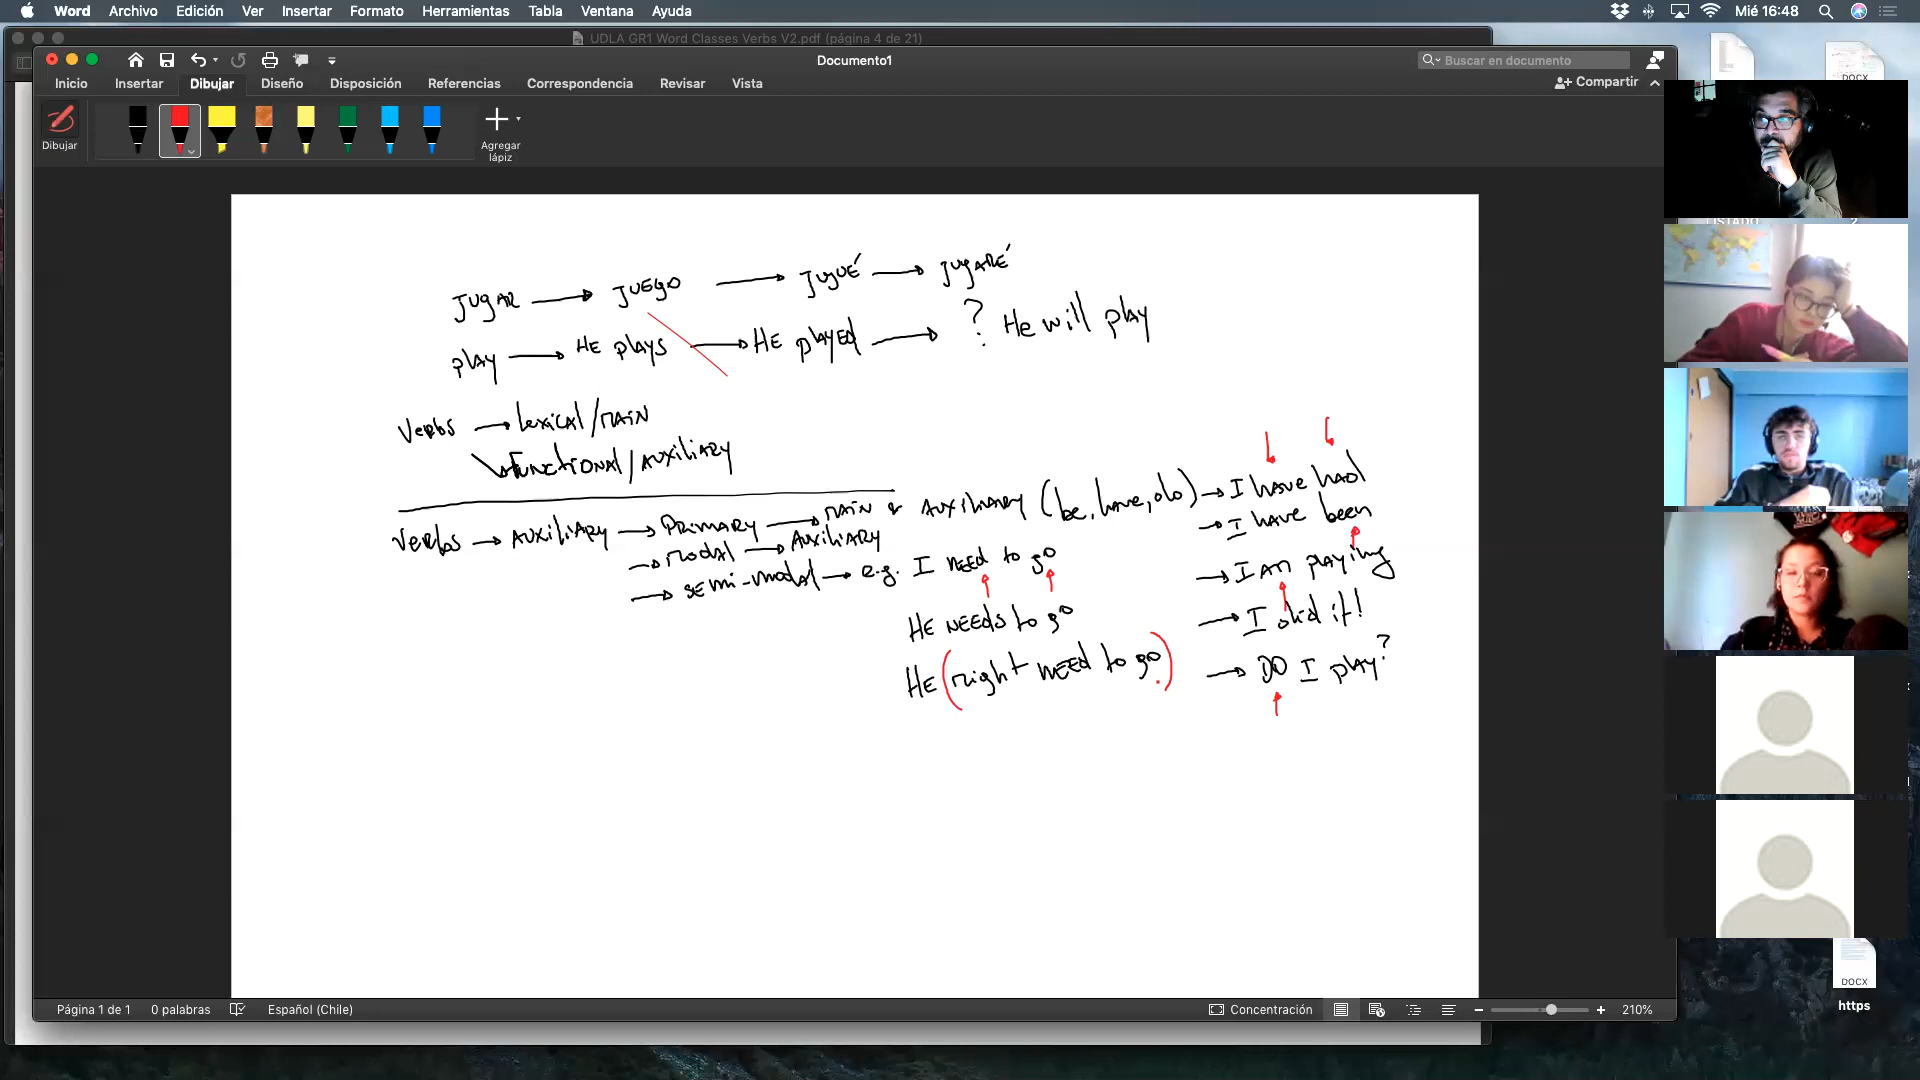 Word Archivo Edición Ver Insertar Formato Herramientas Tabla Ventana Ayuda Mié 16:48
UDLA GR1 Word Classes Verbs V2.pdf (página 4 de 21)
Documento1
Buscar en documento
Inicio Insertar Dibujar Diseño Disposición Referencias Correspondencia Revisar Vista
Compartir
Dibujar
Agregar
lápiz
DOCX
LISTADO
2
JUGAR → JUEGO → JUGUÉ → JUGARÉ
PLAY → HE PLAYS → HE PLAYED → ? He will play
Verbs → Lexical/MAIN
FUNCTIONAL/AUXILIARY
Verbs → AUXILIARY → PRIMARY → MAIN & AUXILIARY (be, have, do) → I have had
→ I have been
→ MODAL → AUXILIARY
→ SEMI-MODAL → e.g. I NEED to go
→ I AM playing
HE NEEDS to go
→ I did it!
HE (Might NEED to go)
→ DO I play?
DOCX
https
Página 1 de 1 0 palabras Español (Chile) Concentración 210%